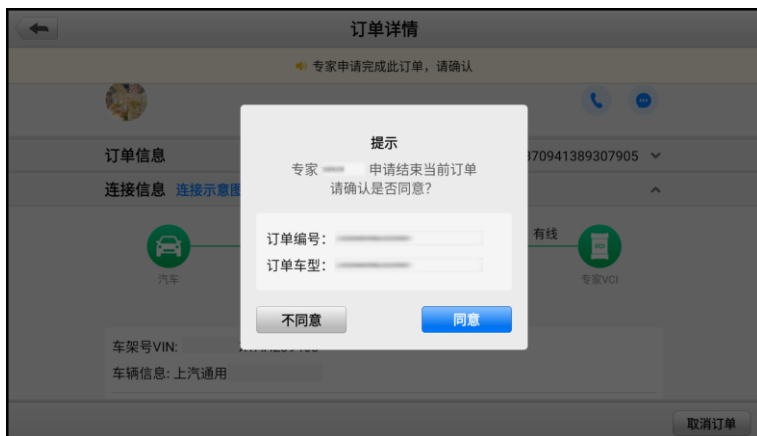 订单详情
专家申请完成此订单，请确认
提示
专家 申请结束当前订单
请确认是否同意？
订单信息
370941389307905
连接信息 连接示意图
订单编号：
订单车型：
有线
VCI
汽车
专家VCI
不同意
同意
车架号VIN:
车辆信息: 上汽通用
取消订单